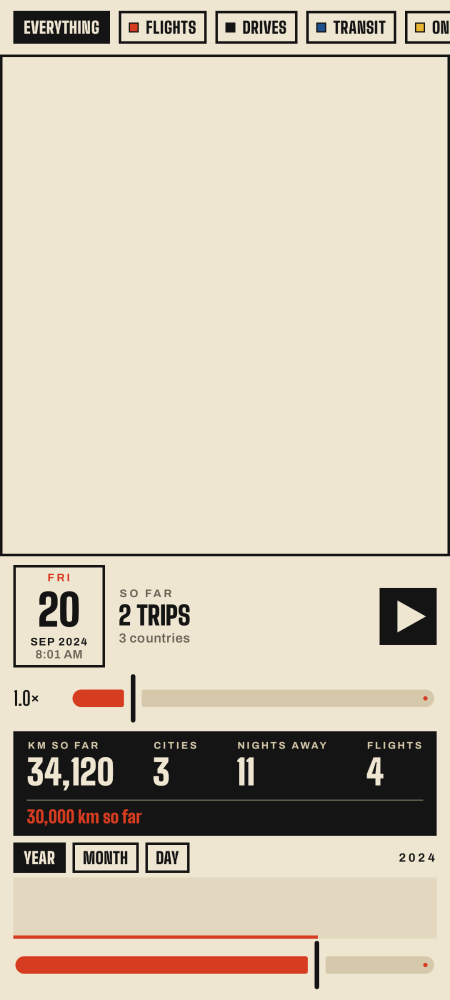 EVERYTHING FLIGHTS DRIVES TRANSIT ON
FRI
20
SEP 2024
8:01 AM
SO FAR
2 TRIPS
3 countries
1.0×
KM SO FAR CITIES NIGHTS AWAY FLIGHTS
34,120 3 11 4
30,000 km so far
YEAR MONTH DAY 2024